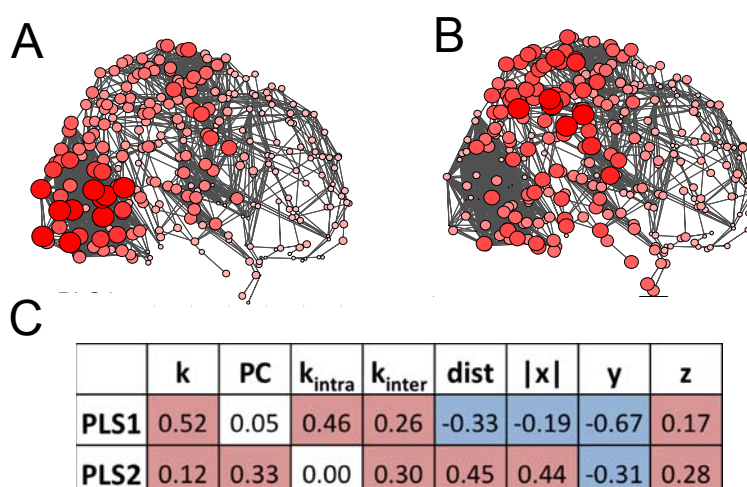 A
B
C
k PC kintra kinter dist |x| y z
PLS1 0.52 0.05 0.46 0.26 -0.33 -0.19 -0.67 0.17
PLS2 0.12 0.33 0.00 0.30 0.45 0.44 -0.31 0.28